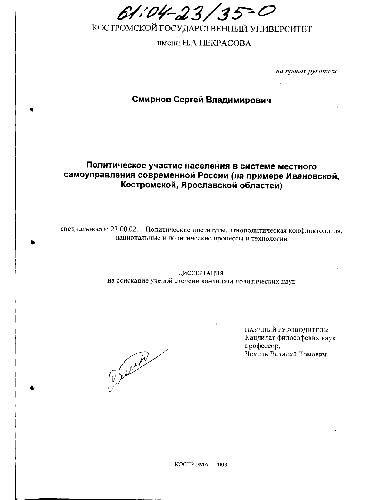 61:04-23/35-0
КОСТРОМСКОЙ ГОСУДАРСТВЕННЫЙ УНИВЕРСИТЕТ
имени Н.А.НЕКРАСОВА
на правах рукописи
Смирнов Сергей Владимирович
Политическое участие населения в системе местного
самоуправления современной России (на примере Ивановской,
Костромской, Ярославской областей)
специальность 23.00.02. Политические институты, этнополитическая конфликтология,
национальные и политические процессы и технологии
ДИССЕРТАЦИЯ
на соискание ученой степени кандидата политических наук
НАУЧНЫЙ РУКОВОДИТЕЛЬ
Кандидат философских наук
профессор,
КОСТРОМА